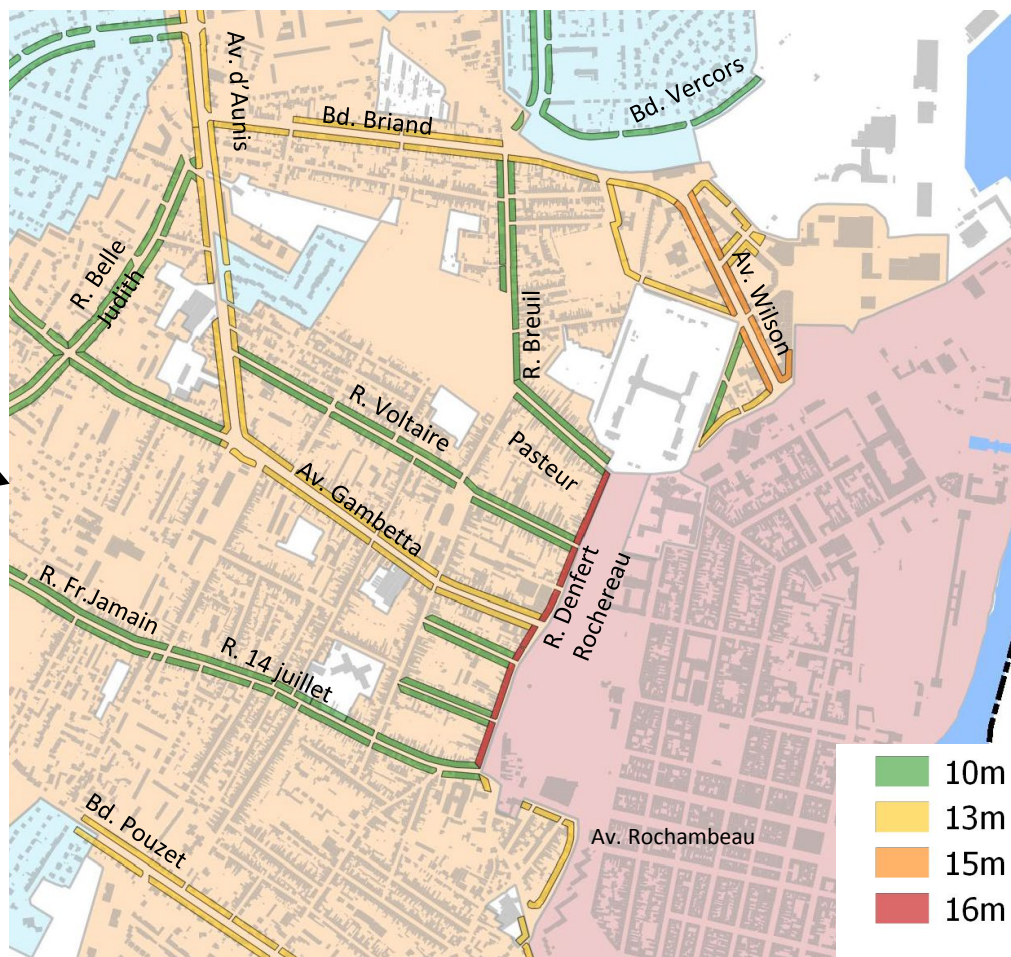 Av. d'Aunis
Bd. Vercors
Bd. Briand
R. Belle
Judith
Av. Wilson
R. Breuil
R. Voltaire
Pasteur
Av. Gambetta
R. Denfert
Rochereau
R. Fr.Jamain
R. 14 juillet
Bd. Pouzet
Av. Rochambeau
10m
13m
15m
16m